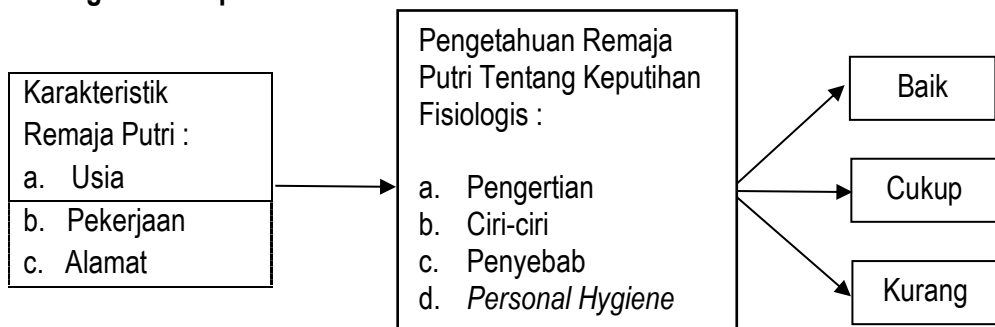 Karakteristik
Remaja Putri :
a. Usia
b. Pekerjaan
c. Alamat
Pengetahuan Remaja
Putri Tentang Keputihan
Fisiologis :
a. Pengertian
b. Ciri-ciri
c. Penyebab
d. Personal Hygiene
Baik
Cukup
Kurang